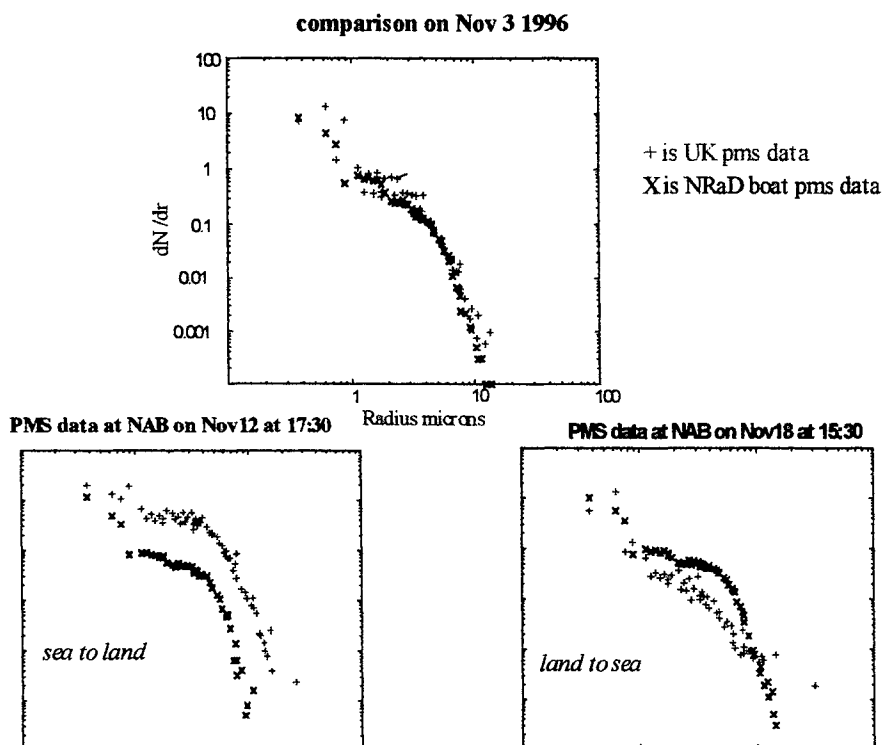 comparison on Nov 3 1996
100
10
1
0.1
0.01
0.001
dN/dr
1
10
100
Radius microns
+ is UK pms data
X is NRaD boat pms data
PMS data at NAB on Nov12 at 17:30
sea to land
PMS data at NAB on Nov18 at 15:30
land to sea